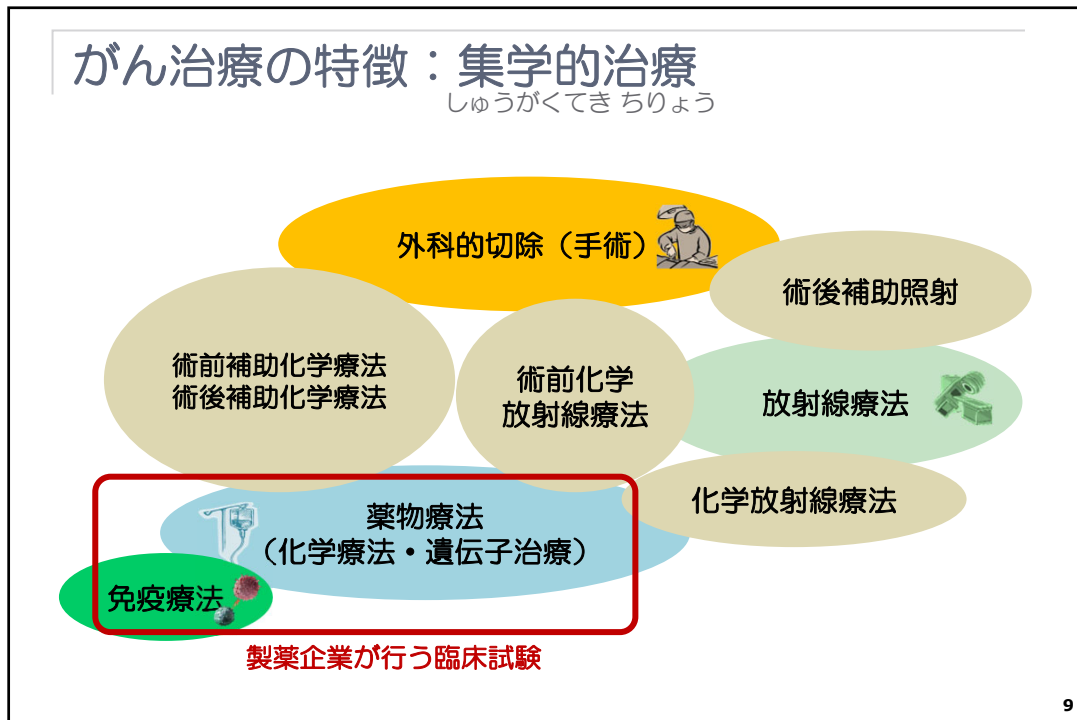 がん治療の特徴：集学的治療
しゅうがくてき ちりょう
外科的切除（手術）
術後補助照射
術前補助化学療法
術後補助化学療法
術前化学
放射線療法
放射線療法
化学放射線療法
薬物療法
（化学療法・遺伝子治療）
免疫療法
製薬企業が行う臨床試験
9